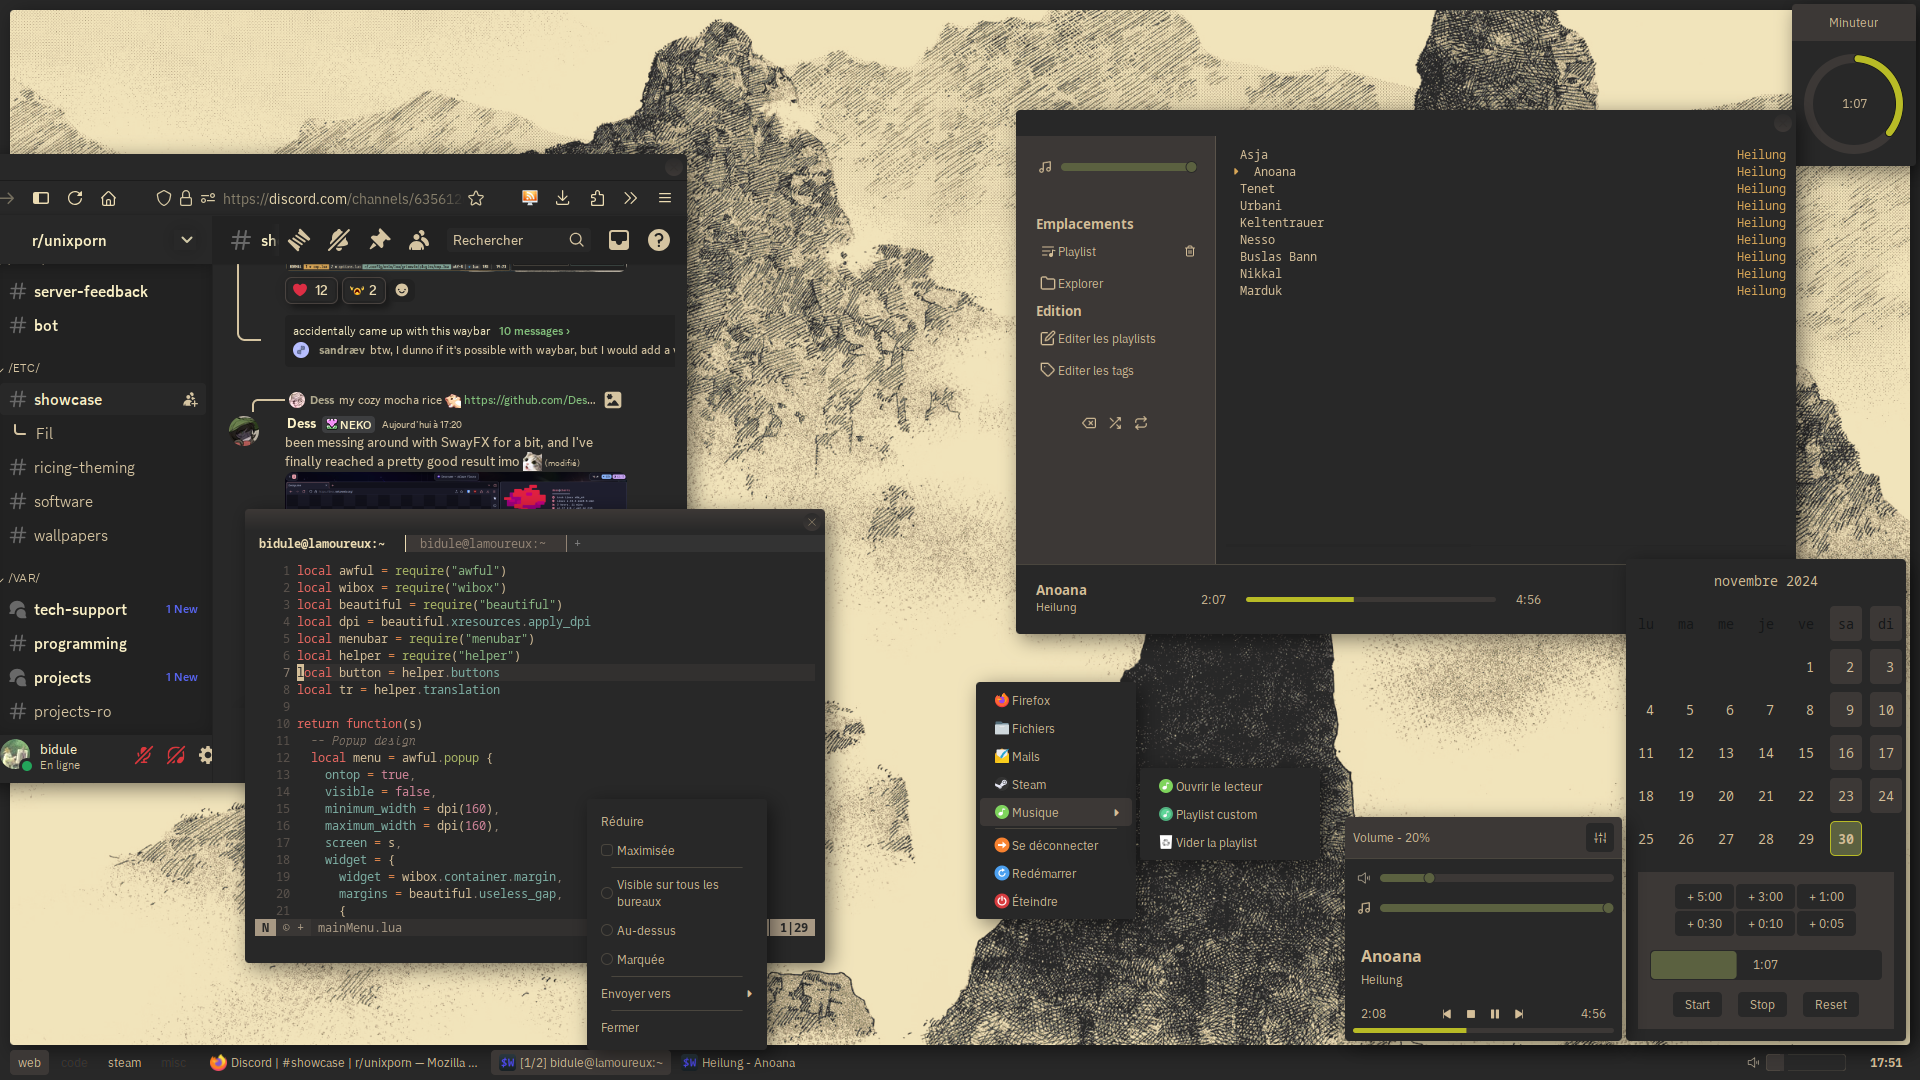 Minuteur
1:07
https://discord.com/channels/635612
r/unixporn
sh
Rechercher
server-feedback
bot
/ETC/
showcase
Fil
ricing-theming
software
wallpapers
/VAR/
tech-support 1 New
programming
projects 1 New
projects-ro
bidule
En ligne
12 2
accidentally came up with this waybar 10 messages ›
sandræv btw, I dunno if it's possible with waybar, but I would add a
Dess my cozy mocha rice https://github.com/Des...
Dess NEKO Aujourd'hui à 17:20
been messing around with SwayFX for a bit, and I've
finally reached a pretty good result imo (modifié)
bidule@lamoureux:~ bidule@lamoureux:~ +
1 local awful = require("awful")
2 local wibox = require("wibox")
3 local beautiful = require("beautiful")
4 local dpi = beautiful.xresources.apply_dpi
5 local menubar = require("menubar")
6 local helper = require("helper")
7 local button = helper.buttons
8 local tr = helper.translation
9
10 return function(s)
11 -- Popup design
12 local menu = awful.popup {
13 ontop = true,
14 visible = false,
15 minimum_width = dpi(160),
16 maximum_width = dpi(160),
17 screen = s,
18 widget = {
19 widget = wibox.container.margin,
20 margins = beautiful.useless_gap,
21 {
N © + mainMenu.lua 1|29
Réduire
Maximisée
Visible sur tous les
bureaux
Au-dessus
Marquée
Envoyer vers
Fermer
Emplacements
Playlist
Explorer
Edition
Editer les playlists
Editer les tags
Asja Heilung
Anoana Heilung
Tenet Heilung
Urbani Heilung
Keltentrauer Heilung
Nesso Heilung
Buslas Bann Heilung
Nikkal Heilung
Marduk Heilung
Anoana
Heilung
2:07 4:56
Firefox
Fichiers
Mails
Steam
Musique
Se déconnecter
Redémarrer
Éteindre
Ouvrir le lecteur
Playlist custom
Vider la playlist
Volume - 20%
Anoana
Heilung
2:08 4:56
novembre 2024
lu ma me je ve sa di
1 2 3
4 5 6 7 8 9 10
11 12 13 14 15 16 17
18 19 20 21 22 23 24
25 26 27 28 29 30
+ 5:00 + 3:00 + 1:00
+ 0:30 + 0:10 + 0:05
1:07
Start Stop Reset
web code steam misc Discord | #showcase | r/unixporn — Mozilla ... [1/2] bidule@lamoureux:~ Heilung - Anoana 17:51